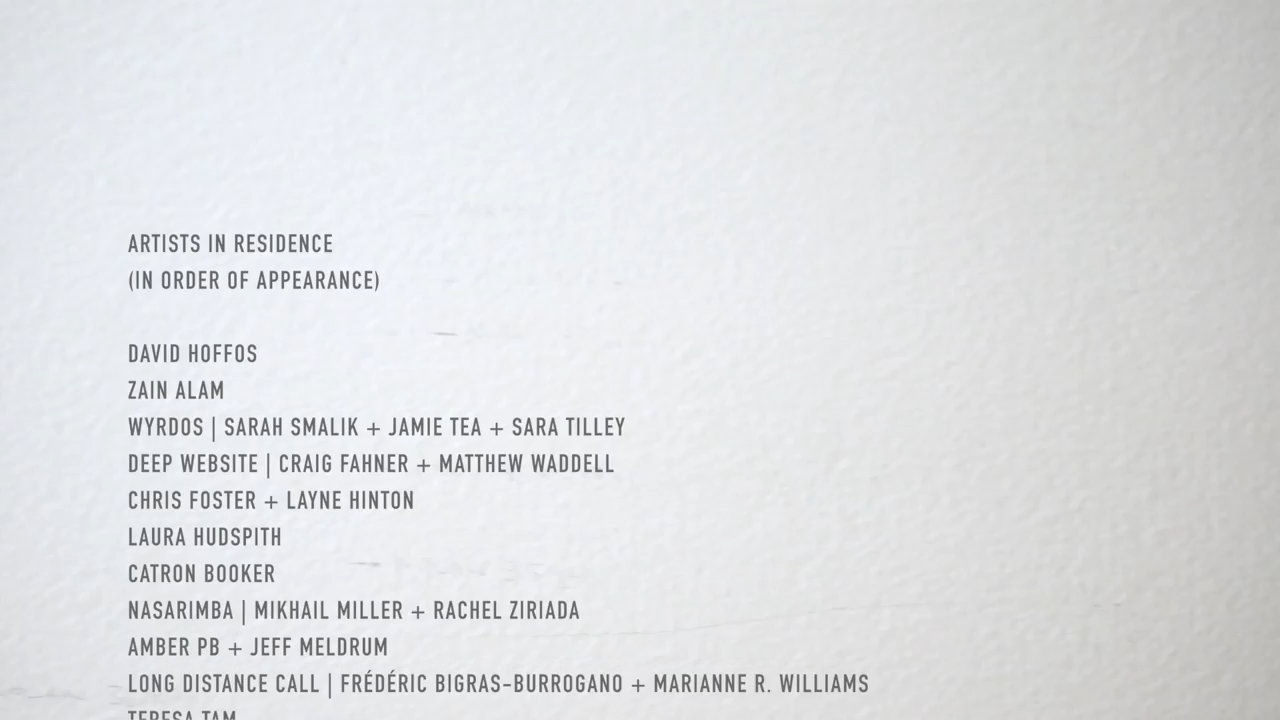 ARTISTS IN RESIDENCE
(IN ORDER OF APPEARANCE)
DAVID HOFFOS
ZAIN ALAM
WYRDOS | SARAH SMALIK + JAMIE TEA + SARA TILLEY
DEEP WEBSITE | CRAIG FAHNER + MATTHEW WADDELL
CHRIS FOSTER + LAYNE HINTON
LAURA HUDSPITH
CATRON BOOKER
NASARIMBA | MIKHAIL MILLER + RACHEL ZIRIADA
AMBER PB + JEFF MELDRUM
LONG DISTANCE CALL | FRÉDÉRIC BIGRAS-BURROGANO + MARIANNE R. WILLIAMS
TERESA TAM